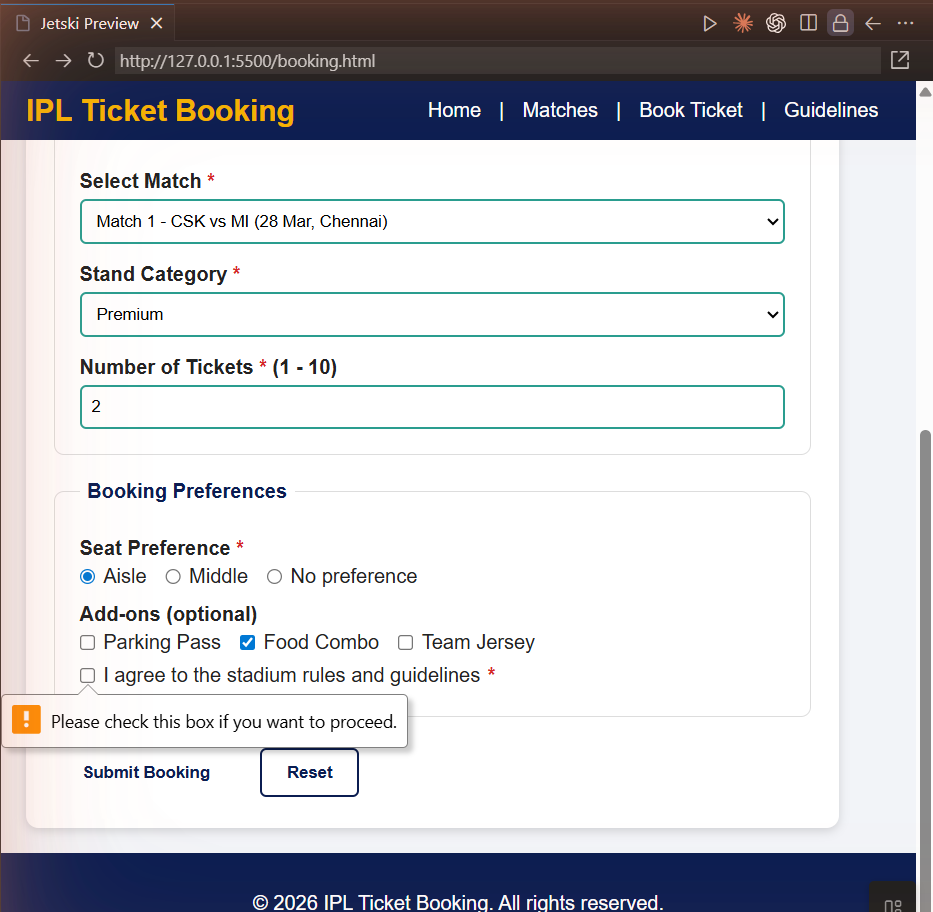 Jetski Preview
http://127.0.0.1:5500/booking.html
IPL Ticket Booking
Home | Matches | Book Ticket | Guidelines
Select Match *
Match 1 - CSK vs MI (28 Mar, Chennai)
Stand Category *
Premium
Number of Tickets * (1 - 10)
2
Booking Preferences
Seat Preference *
Aisle Middle No preference
Add-ons (optional)
Parking Pass Food Combo Team Jersey
I agree to the stadium rules and guidelines *
! Please check this box if you want to proceed.
Submit Booking Reset
© 2026 IPL Ticket Booking. All rights reserved.